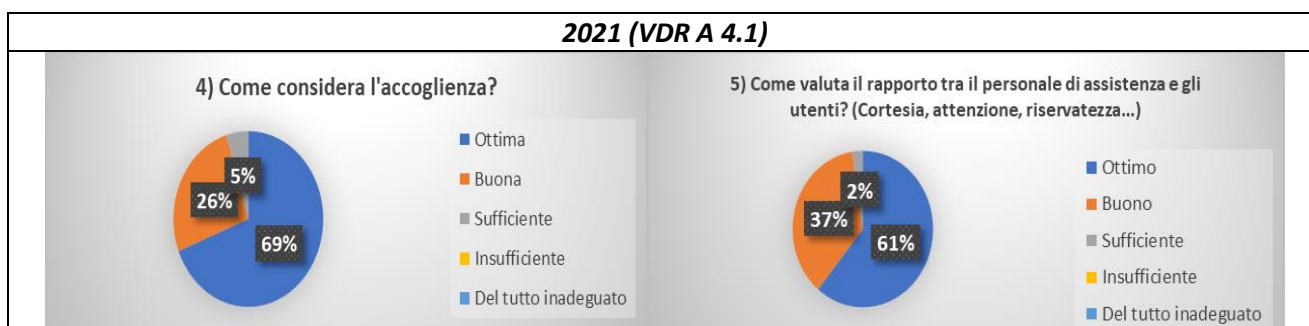 2021 (VDR A 4.1)
4) Come considera l'accoglienza?
5%
26%
69%
Ottima
Buona
Sufficiente
Insufficiente
Del tutto inadeguato
5) Come valuta il rapporto tra il personale di assistenza e gli
utenti? (Cortesia, attenzione, riservatezza...)
2%
37%
61%
Ottimo
Buono
Sufficiente
Insufficiente
Del tutto inadeguato